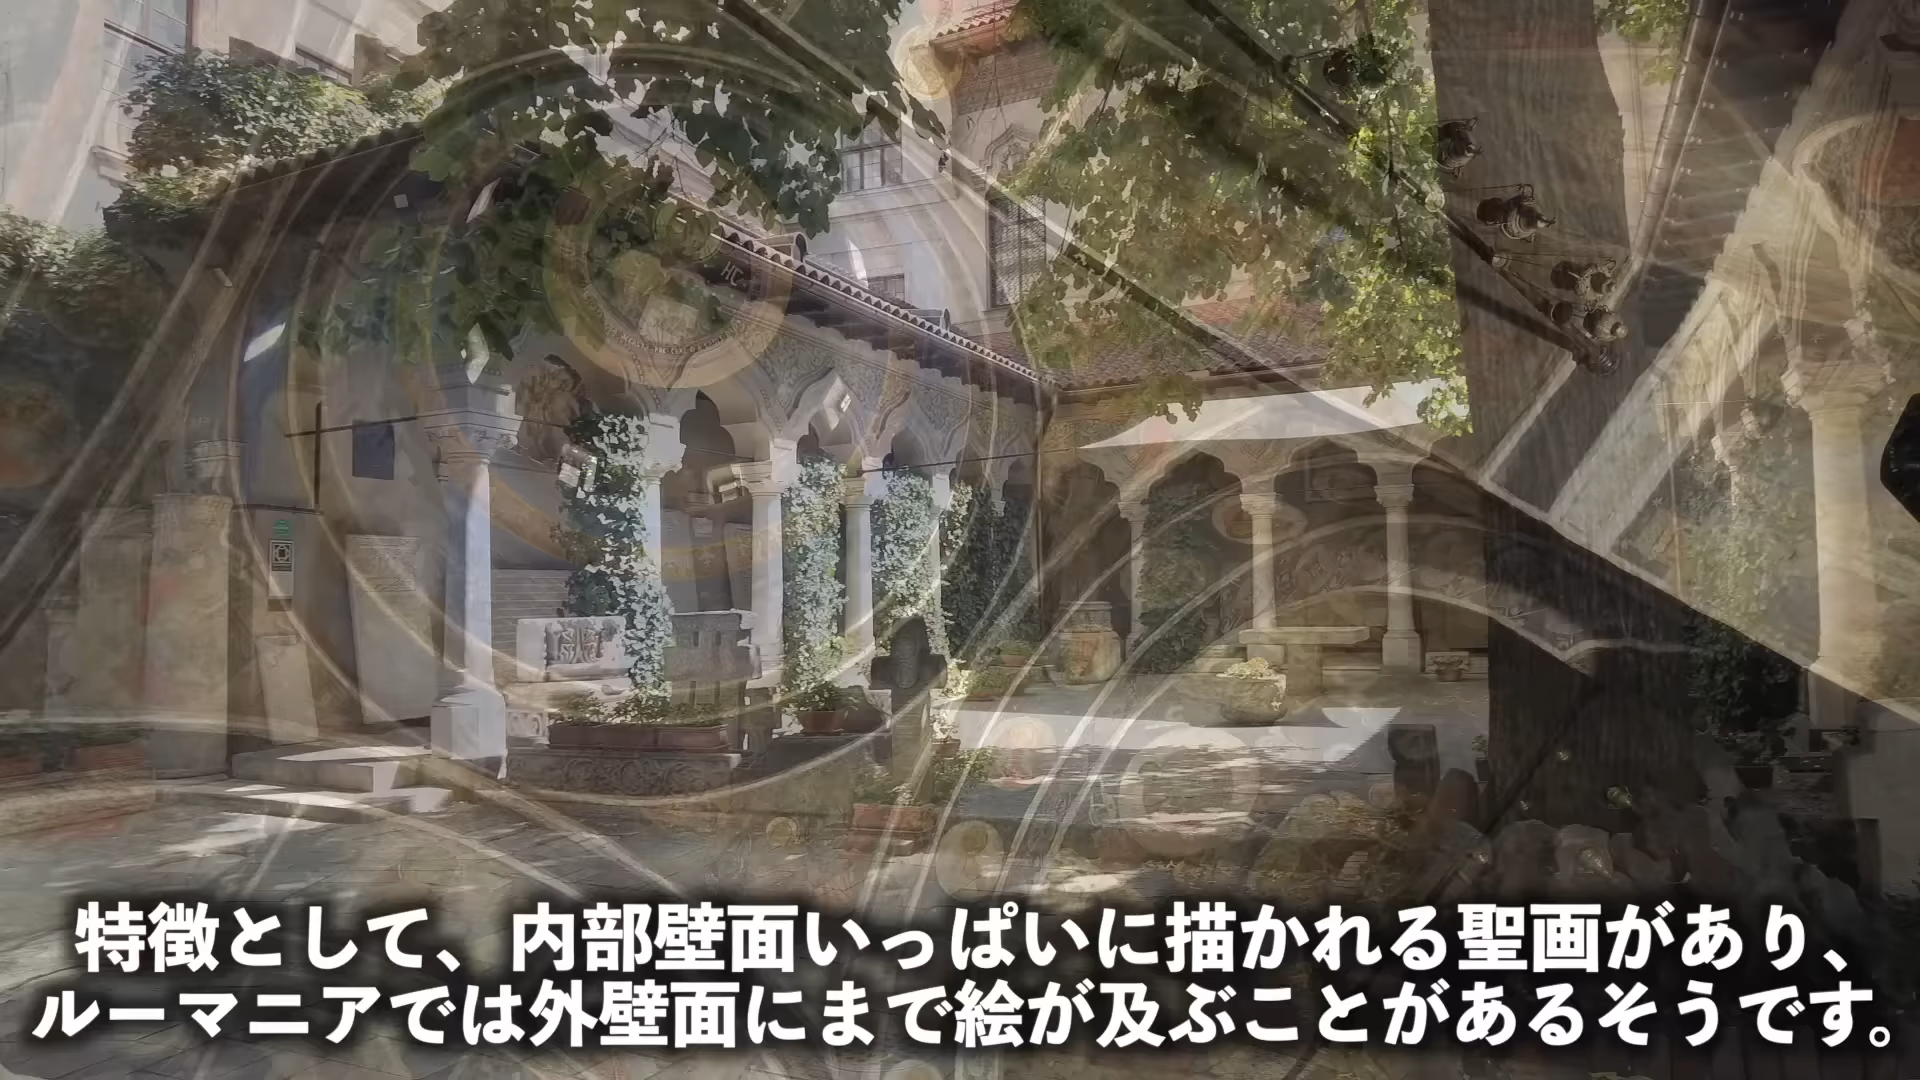 特徴として、内部壁面いっぱいに描かれる聖画があり、
ルーマニアでは外壁面にまで絵が及ぶことがあるそうです。